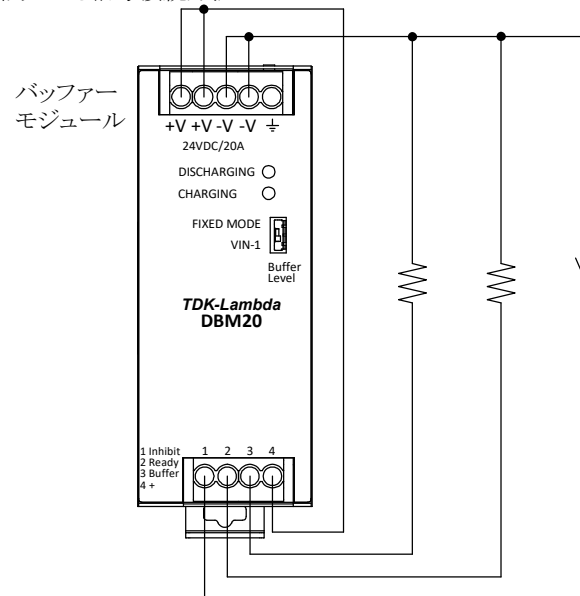 バッファー
モジュール
+V +V -V -V ⏚
24VDC/20A
DISCHARGING
CHARGING
FIXED MODE
VIN-1
Buffer
Level
TDK-Lambda
DBM20
1 Inhibit
2 Ready
3 Buffer
4 +
1 2 3 4